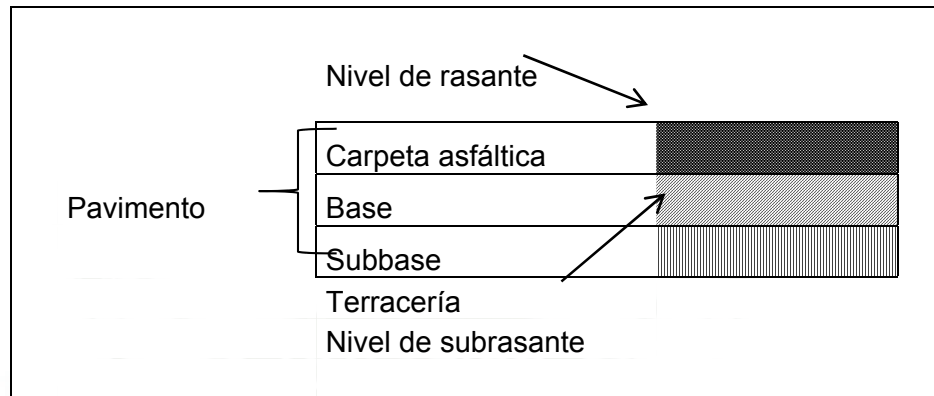 Nivel de rasante
Carpeta asfáltica
Pavimento
Base
Subbase
Terracería
Nivel de subrasante